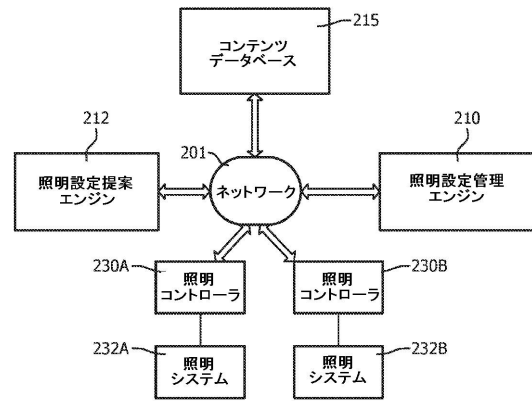 215
コンテンツ
データベース
212
照明設定提案
エンジン
201
ネットワーク
210
照明設定管理
エンジン
230A
照明
コントローラ
230B
照明
コントローラ
232A
照明
システム
232B
照明
システム